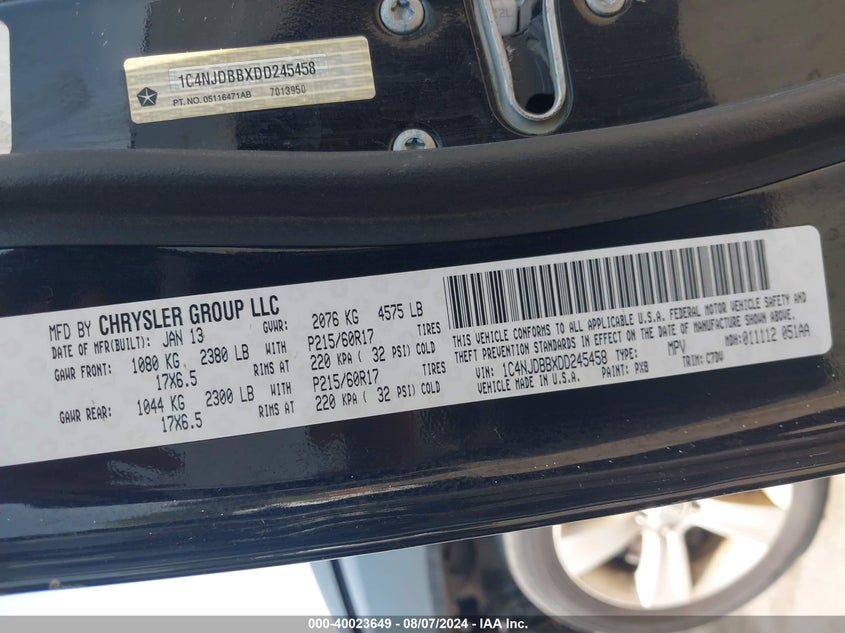 1C4NJDBBXDD245458
PT. NO. 05116471AB 7013950
MFD BY CHRYSLER GROUP LLC
DATE OF MFR(BUILT): JAN 13 GVWR: 2076 KG 4575 LB
GAWR FRONT: 1080 KG 2380 LB WITH P215/60R17 TIRES
17X6.5 RIMS AT 220 KPA ( 32 PSI) COLD
GAWR REAR: 1044 KG 2300 LB WITH P215/60R17 TIRES
17X6.5 RIMS AT 220 KPA ( 32 PSI) COLD
THIS VEHICLE CONFORMS TO ALL APPLICABLE U.S.A. FEDERAL MOTOR VEHICLE SAFETY AND
THEFT PREVENTION STANDARDS IN EFFECT ON THE DATE OF MANUFACTURE SHOWN ABOVE.
VIN: 1C4NJDBBXDD245458 TYPE: MPV MDH: 011112 051AA
VEHICLE MADE IN U.S.A. PAINT: PXB TRIM: C7DV
000-40023649 - 08/07/2024 - IAA Inc.